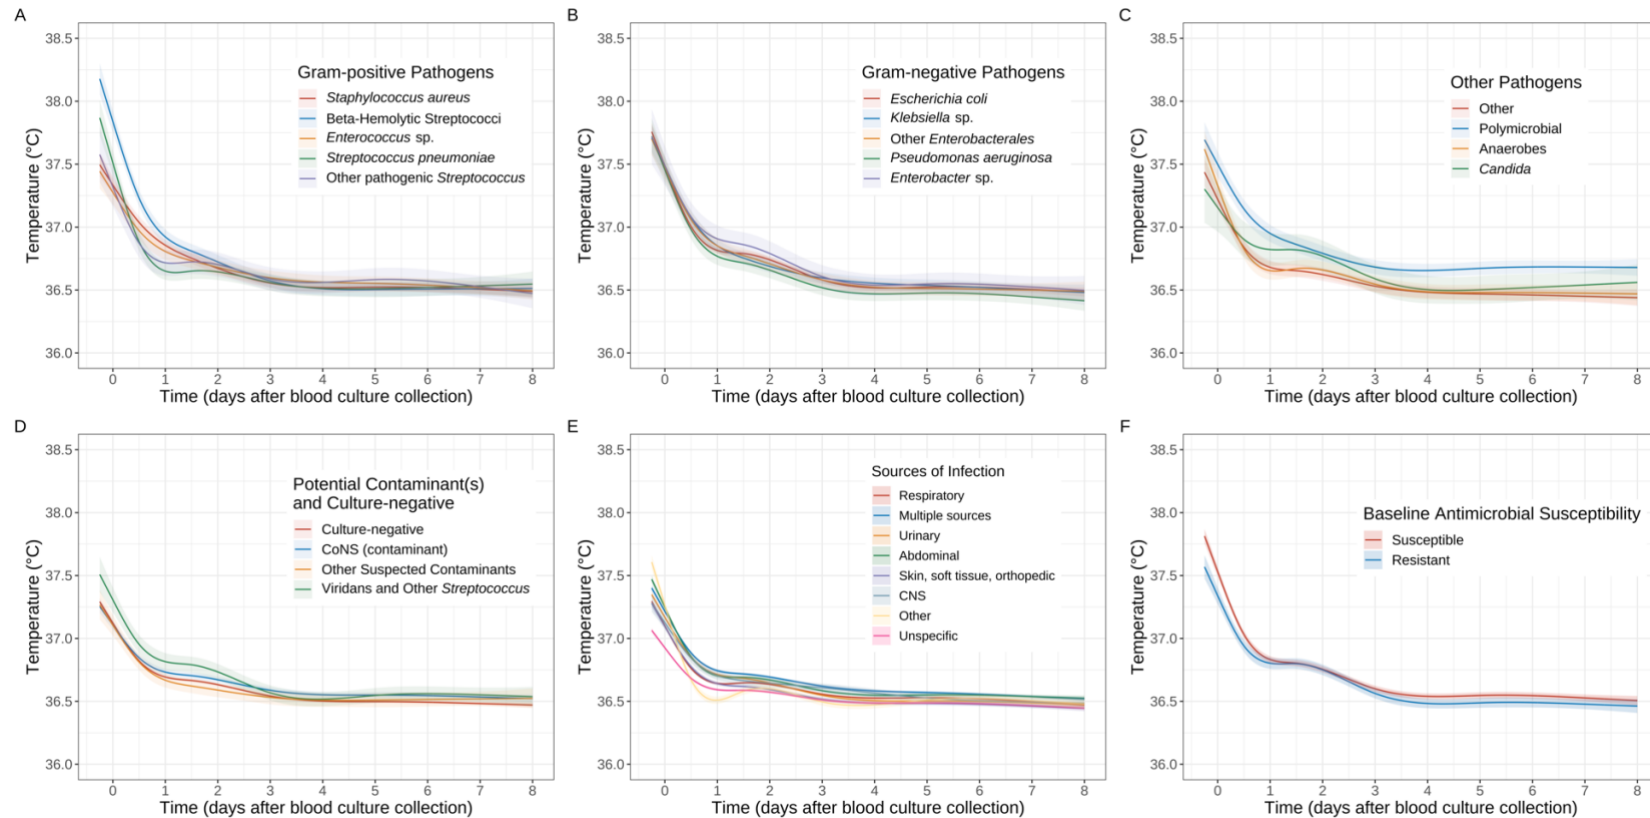 A
38.5
38.0
37.5
37.0
36.5
36.0
Temperature (°C)
Gram-positive Pathogens
Staphylococcus aureus
Beta-Hemolytic Streptococci
Enterococcus sp.
Streptococcus pneumoniae
Other pathogenic Streptococcus
0 1 2 3 4 5 6 7 8
Time (days after blood culture collection)
B
38.5
38.0
37.5
37.0
36.5
36.0
Temperature (°C)
Gram-negative Pathogens
Escherichia coli
Klebsiella sp.
Other Enterobacterales
Pseudomonas aeruginosa
Enterobacter sp.
0 1 2 3 4 5 6 7 8
Time (days after blood culture collection)
C
38.5
38.0
37.5
37.0
36.5
36.0
Temperature (°C)
Other Pathogens
Other
Polymicrobial
Anaerobes
Candida
0 1 2 3 4 5 6 7 8
Time (days after blood culture collection)
D
38.5
38.0
37.5
37.0
36.5
36.0
Temperature (°C)
Potential Contaminant(s)
and Culture-negative
Culture-negative
CoNS (contaminant)
Other Suspected Contaminants
Viridans and Other Streptococcus
0 1 2 3 4 5 6 7 8
Time (days after blood culture collection)
E
38.5
38.0
37.5
37.0
36.5
36.0
Temperature (°C)
Sources of Infection
Respiratory
Multiple sources
Urinary
Abdominal
Skin, soft tissue, orthopedic
CNS
Other
Unspecific
0 1 2 3 4 5 6 7 8
Time (days after blood culture collection)
F
38.5
38.0
37.5
37.0
36.5
36.0
Temperature (°C)
Baseline Antimicrobial Susceptibility
Susceptible
Resistant
0 1 2 3 4 5 6 7 8
Time (days after blood culture collection)